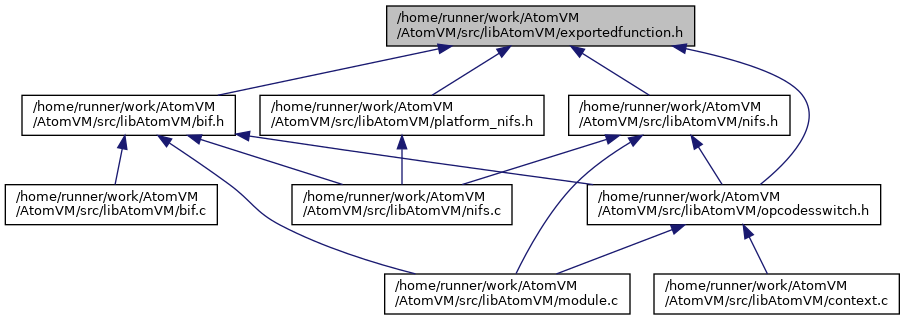 /home/runner/work/AtomVM
/AtomVM/src/libAtomVM/exportedfunction.h
/home/runner/work/AtomVM
/AtomVM/src/libAtomVM/bif.h
/home/runner/work/AtomVM
/AtomVM/src/libAtomVM/platform_nifs.h
/home/runner/work/AtomVM
/AtomVM/src/libAtomVM/nifs.h
/home/runner/work/AtomVM
/AtomVM/src/libAtomVM/bif.c
/home/runner/work/AtomVM
/AtomVM/src/libAtomVM/nifs.c
/home/runner/work/AtomVM
/AtomVM/src/libAtomVM/opcodesswitch.h
/home/runner/work/AtomVM
/AtomVM/src/libAtomVM/module.c
/home/runner/work/AtomVM
/AtomVM/src/libAtomVM/context.c